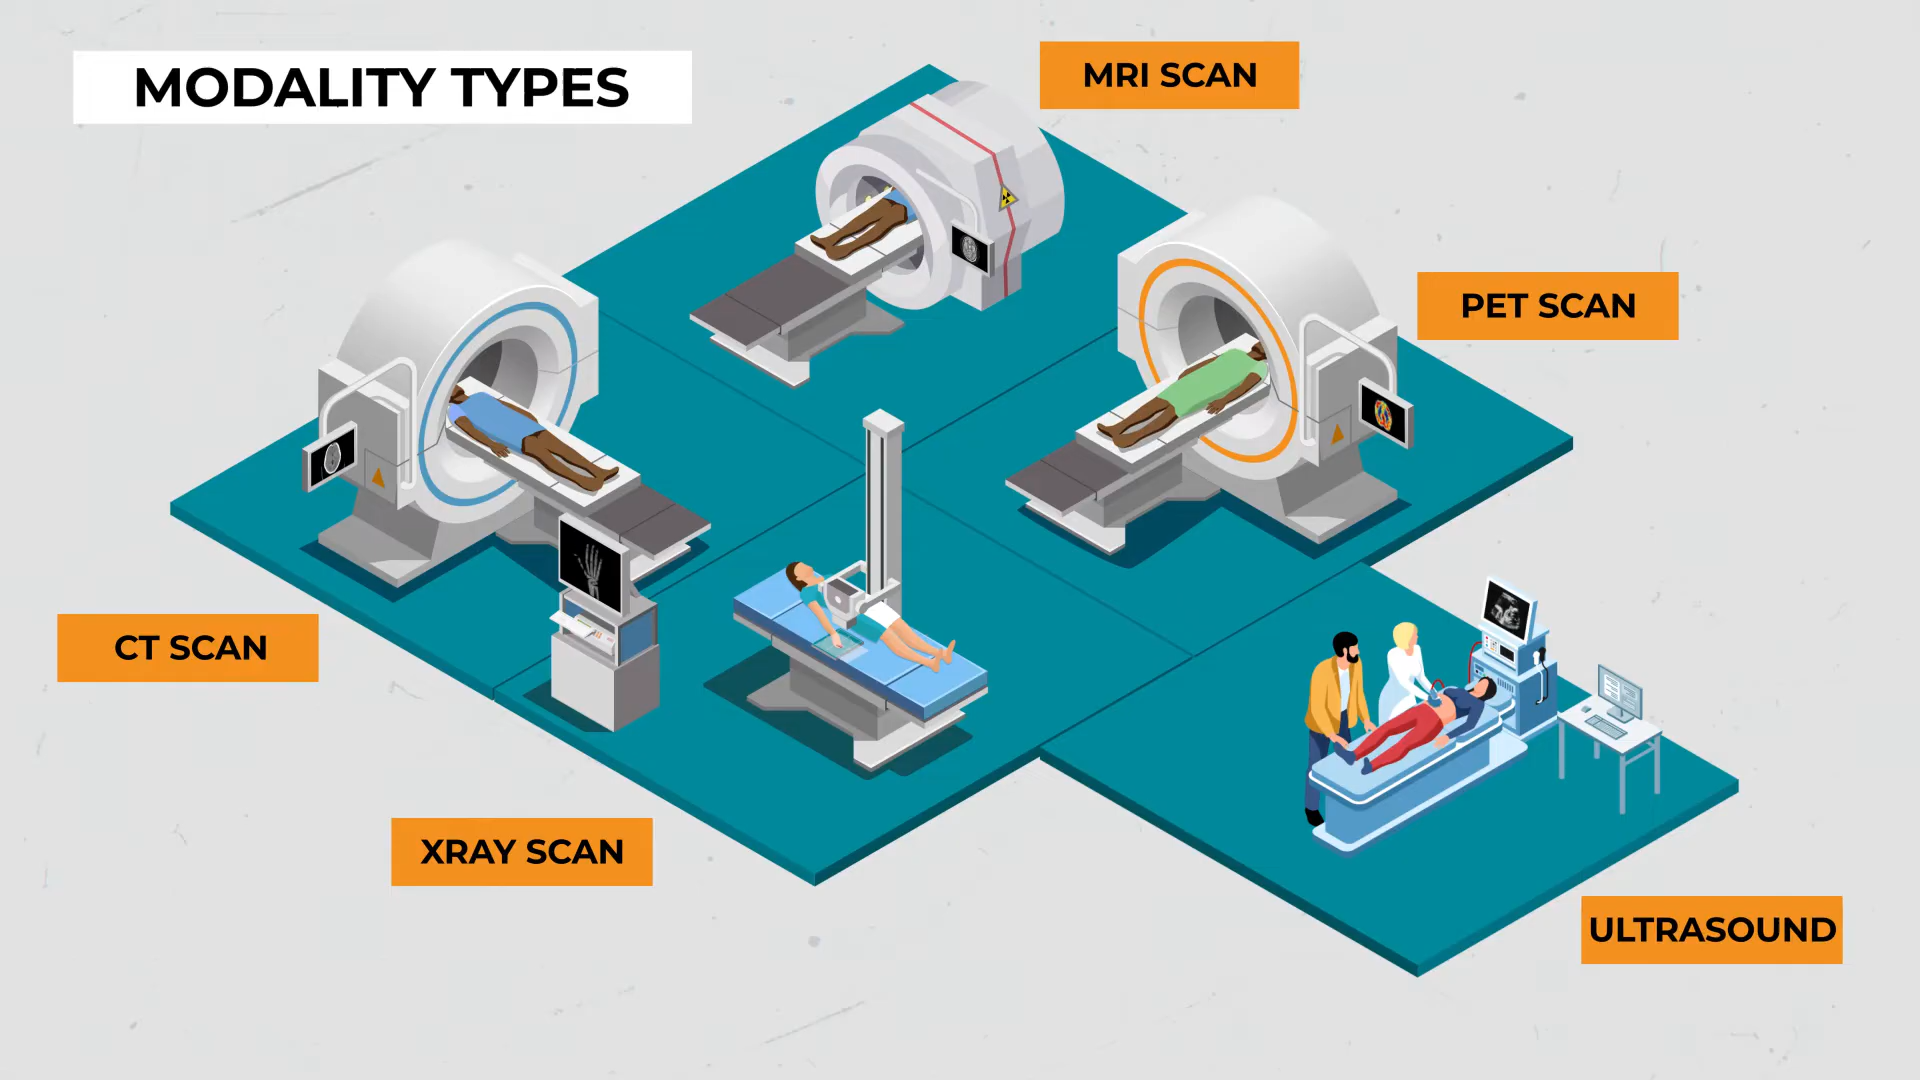 MODALITY TYPES
MRI SCAN
PET SCAN
CT SCAN
XRAY SCAN
ULTRASOUND